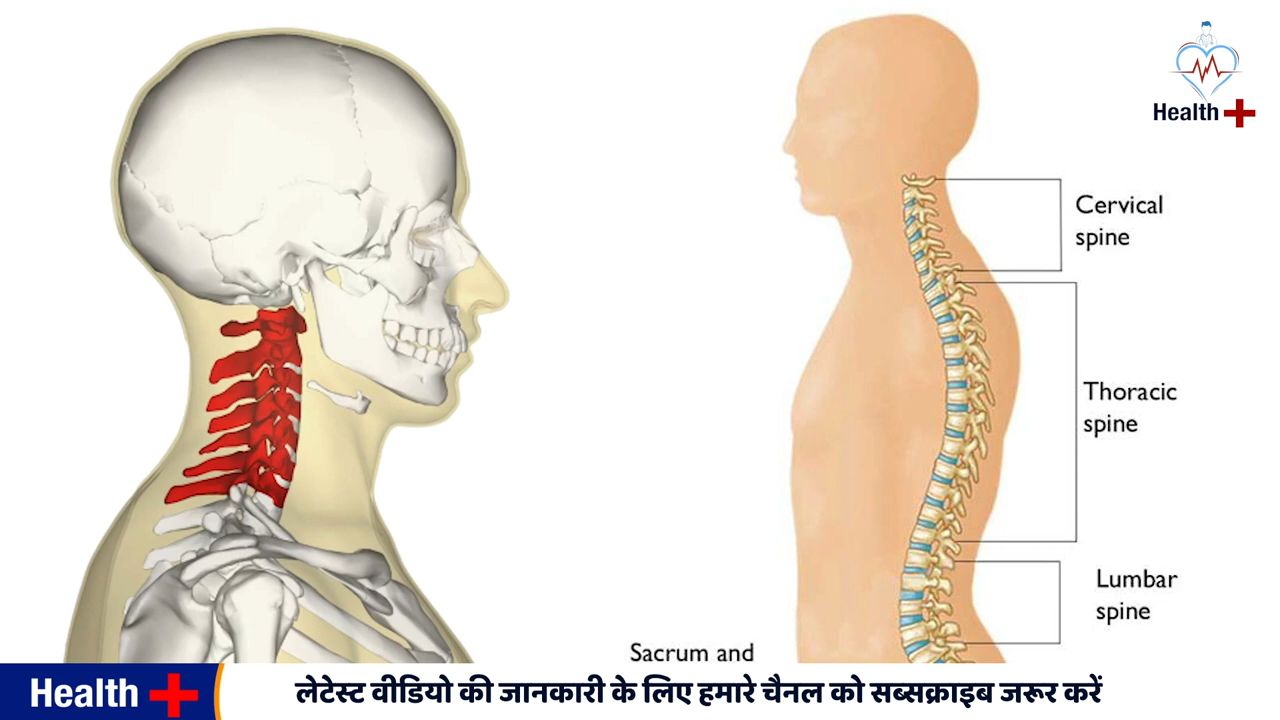 Health
Cervical
spine
Thoracic
spine
Lumbar
spine
Sacrum and
Health
लेटेस्ट वीडियो की जानकारी के लिए हमारे चैनल को सब्सक्राइब जरूर करें